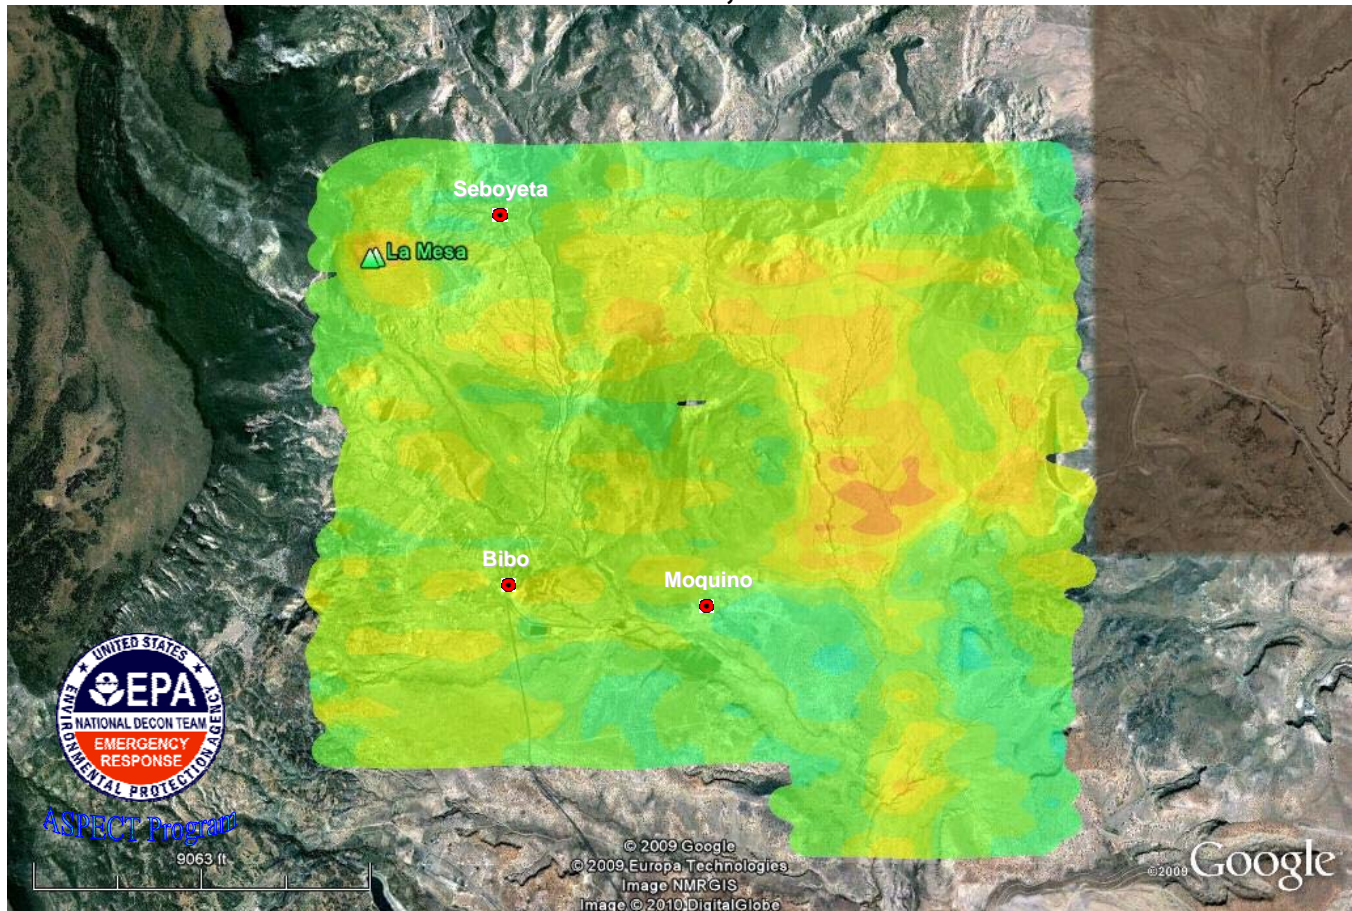 Seboyeta
La Mesa
Bibo
Moquino
UNITED STATES
EPA
NATIONAL DECON TEAM
EMERGENCY
RESPONSE
ENVIRONMENTAL PROTECTION AGENCY
ASPECT Program
9063 ft
© 2009 Google
© 2009 Europa Technologies
Image NMRGIS
Image © 2010 DigitalGlobe
©2009 Google